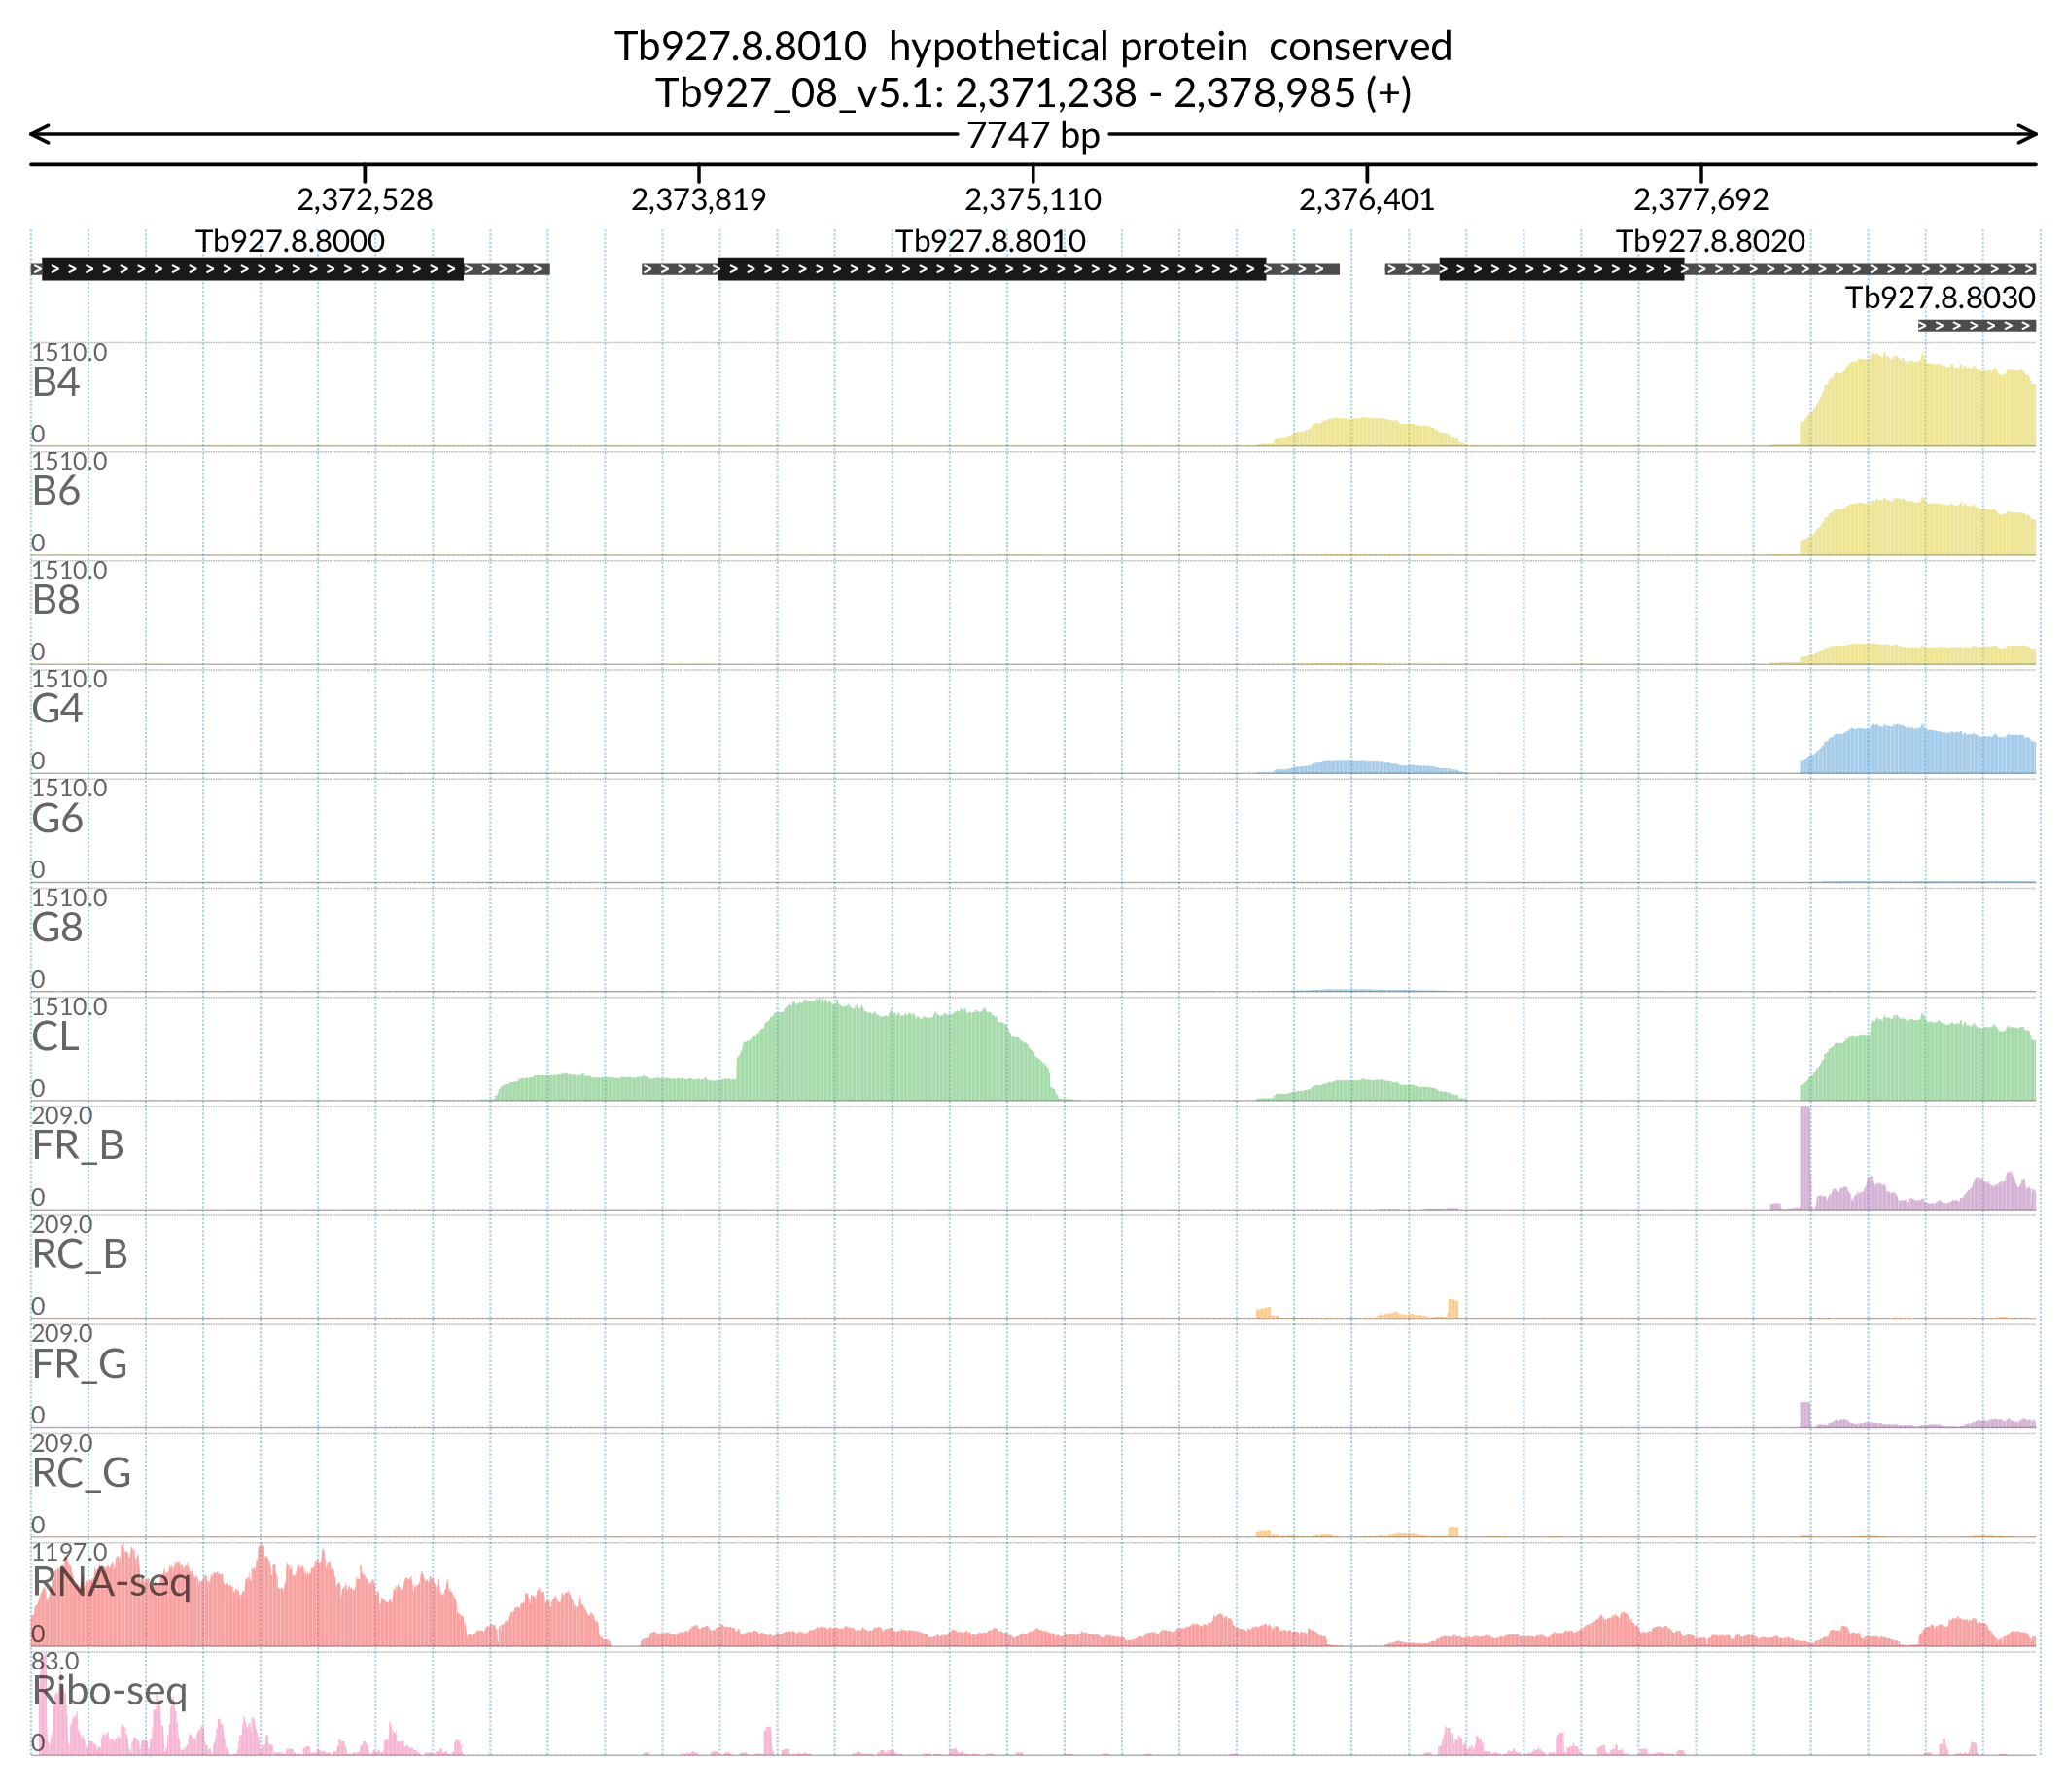 Tb927.8.8010  hypothetical protein  conserved
Tb927_08_v5.1: 2,371,238 - 2,378,985 (+)
7747 bp
2,372,528 2,373,819 2,375,110 2,376,401 2,377,692
Tb927.8.8000 Tb927.8.8010 Tb927.8.8020
Tb927.8.8030
1510.0
B4
0
1510.0
B6
0
1510.0
B8
0
1510.0
G4
0
1510.0
G6
0
1510.0
G8
0
1510.0
CL
0
209.0
FR_B
0
209.0
RC_B
0
209.0
FR_G
0
209.0
RC_G
0
1197.0
RNA-seq
0
83.0
Ribo-seq
0